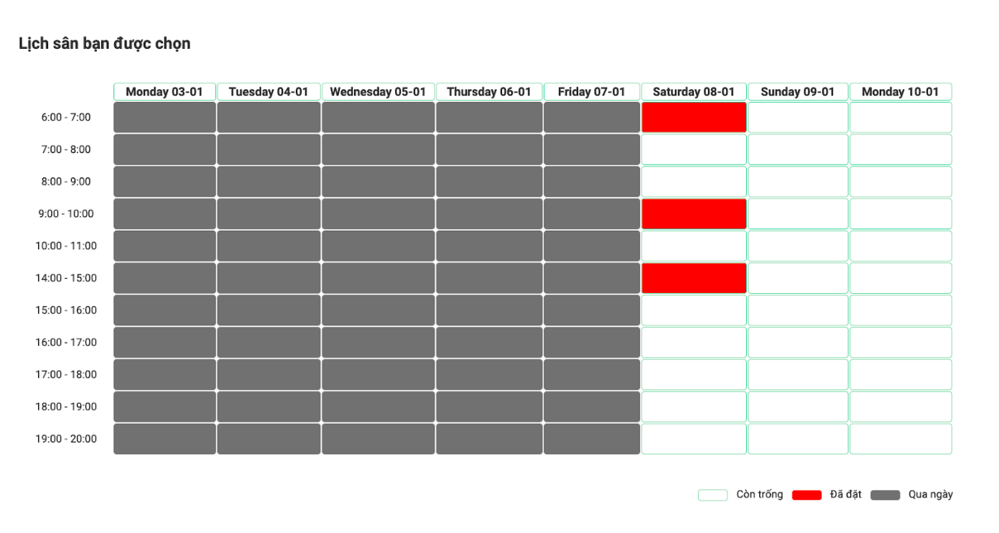 Lịch sân bạn được chọn
Monday 03-01 Tuesday 04-01 Wednesday 05-01 Thursday 06-01 Friday 07-01 Saturday 08-01 Sunday 09-01 Monday 10-01
6:00 - 7:00
7:00 - 8:00
8:00 - 9:00
9:00 - 10:00
10:00 - 11:00
14:00 - 15:00
15:00 - 16:00
16:00 - 17:00
17:00 - 18:00
18:00 - 19:00
19:00 - 20:00
Còn trống Đã đặt Qua ngày